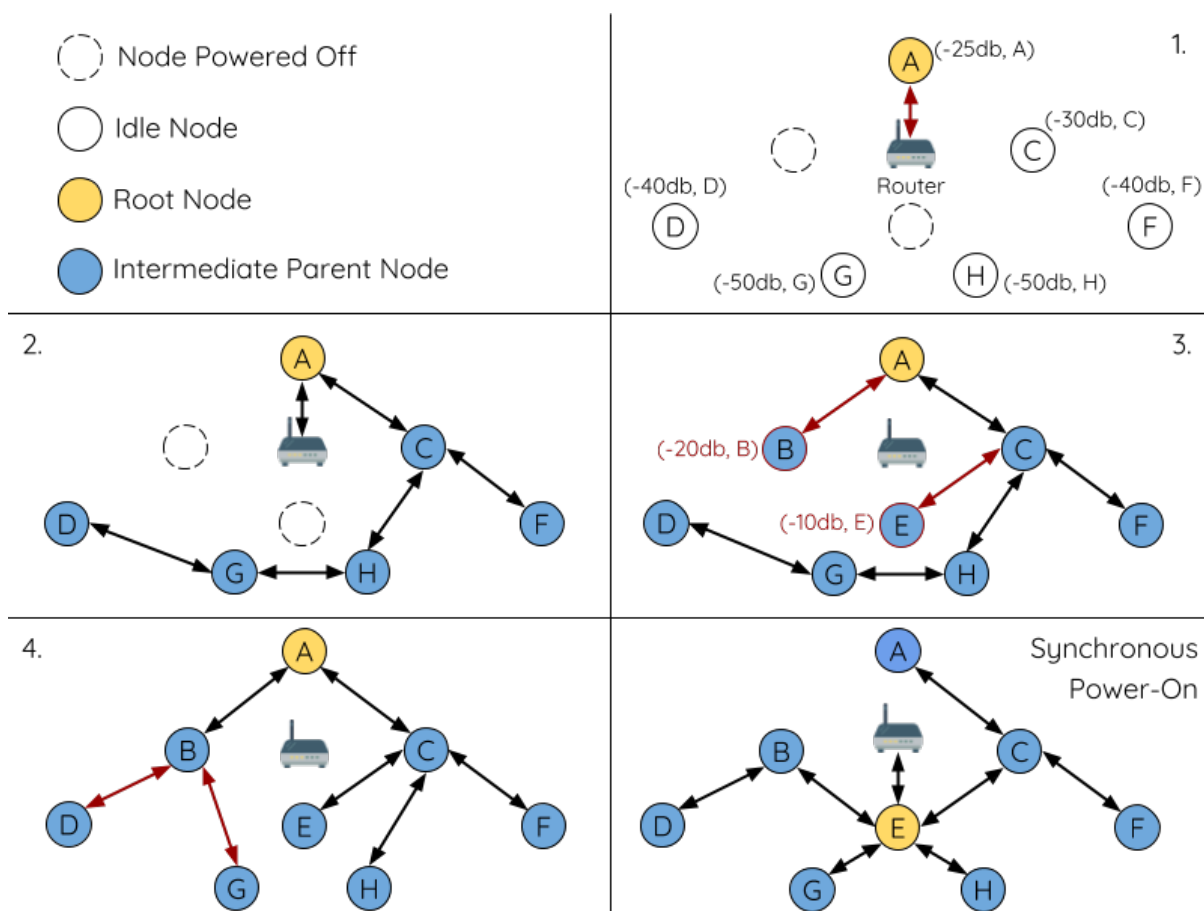 Node Powered Off
Idle Node
Root Node
Intermediate Parent Node
1.
A
(-25db, A)
(-30db, C)
C
Router
(-40db, D)
D
(-40db, F)
F
(-50db, G)
G
H
(-50db, H)
2.
A
C
D
F
G
H
3.
A
(-20db, B)
B
C
D
(-10db, E)
E
F
G
H
4.
A
B
C
D
E
F
G
H
Synchronous
Power-On
A
B
C
D
E
F
G
H